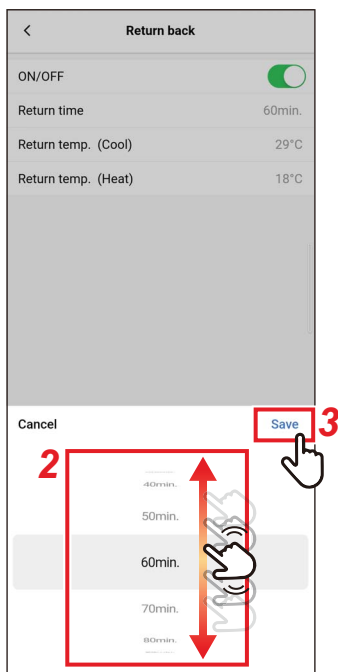 Return back
ON/OFF
Return time 60min.
Return temp. (Cool) 29°C
Return temp. (Heat) 18°C
Cancel Save 3
2
40min.
50min.
60min.
70min.
80min.